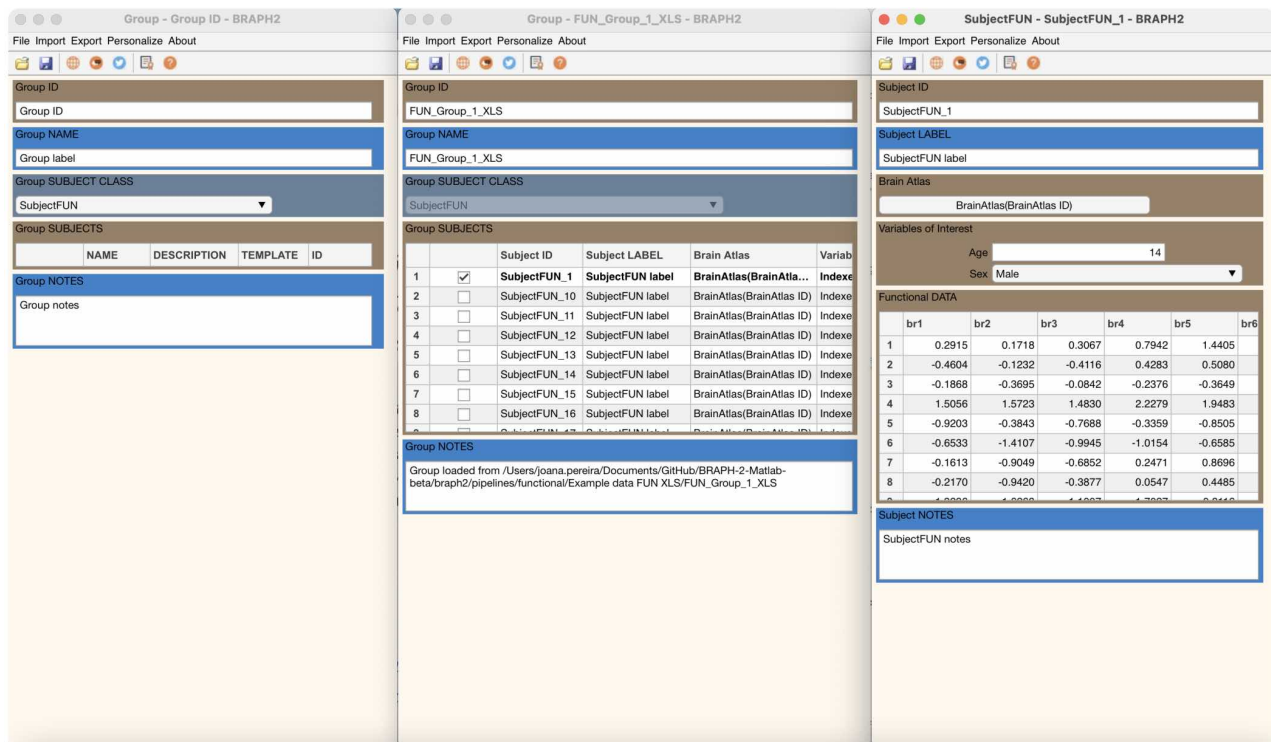 Group - Group ID - BRAPH2
File Import Export Personalize About
Group ID
Group ID
Group NAME
Group label
Group SUBJECT CLASS
SubjectFUN
Group SUBJECTS
NAME DESCRIPTION TEMPLATE ID
Group NOTES
Group notes
Group - FUN_Group_1_XLS - BRAPH2
File Import Export Personalize About
Group ID
FUN_Group_1_XLS
Group NAME
FUN_Group_1_XLS
Group SUBJECT CLASS
SubjectFUN
Group SUBJECTS
Subject ID Subject LABEL Brain Atlas Variab
1 SubjectFUN_1 SubjectFUN label BrainAtlas(BrainAtla... Indexe
2 SubjectFUN_10 SubjectFUN label BrainAtlas(BrainAtlas ID) Indexe
3 SubjectFUN_11 SubjectFUN label BrainAtlas(BrainAtlas ID) Indexe
4 SubjectFUN_12 SubjectFUN label BrainAtlas(BrainAtlas ID) Indexe
5 SubjectFUN_13 SubjectFUN label BrainAtlas(BrainAtlas ID) Indexe
6 SubjectFUN_14 SubjectFUN label BrainAtlas(BrainAtlas ID) Indexe
7 SubjectFUN_15 SubjectFUN label BrainAtlas(BrainAtlas ID) Indexe
8 SubjectFUN_16 SubjectFUN label BrainAtlas(BrainAtlas ID) Indexe
Group NOTES
Group loaded from /Users/joana.pereira/Documents/GitHub/BRAPH-2-Matlab-
beta/braph2/pipelines/functional/Example data FUN XLS/FUN_Group_1_XLS
SubjectFUN - SubjectFUN_1 - BRAPH2
File Import Export Personalize About
Subject ID
SubjectFUN_1
Subject LABEL
SubjectFUN label
Brain Atlas
BrainAtlas(BrainAtlas ID)
Variables of Interest
Age 14
Sex Male
Functional DATA
br1 br2 br3 br4 br5 br6
1 0.2915 0.1718 0.3067 0.7942 1.4405
2 -0.4604 -0.1232 -0.4116 0.4283 0.5080
3 -0.1868 -0.3695 -0.0842 -0.2376 -0.3649
4 1.5056 1.5723 1.4830 2.2279 1.9483
5 -0.9203 -0.3843 -0.7688 -0.3359 -0.8505
6 -0.6533 -1.4107 -0.9945 -1.0154 -0.6585
7 -0.1613 -0.9049 -0.6852 0.2471 0.8696
8 -0.2170 -0.9420 -0.3877 0.0547 0.4485
Subject NOTES
SubjectFUN notes